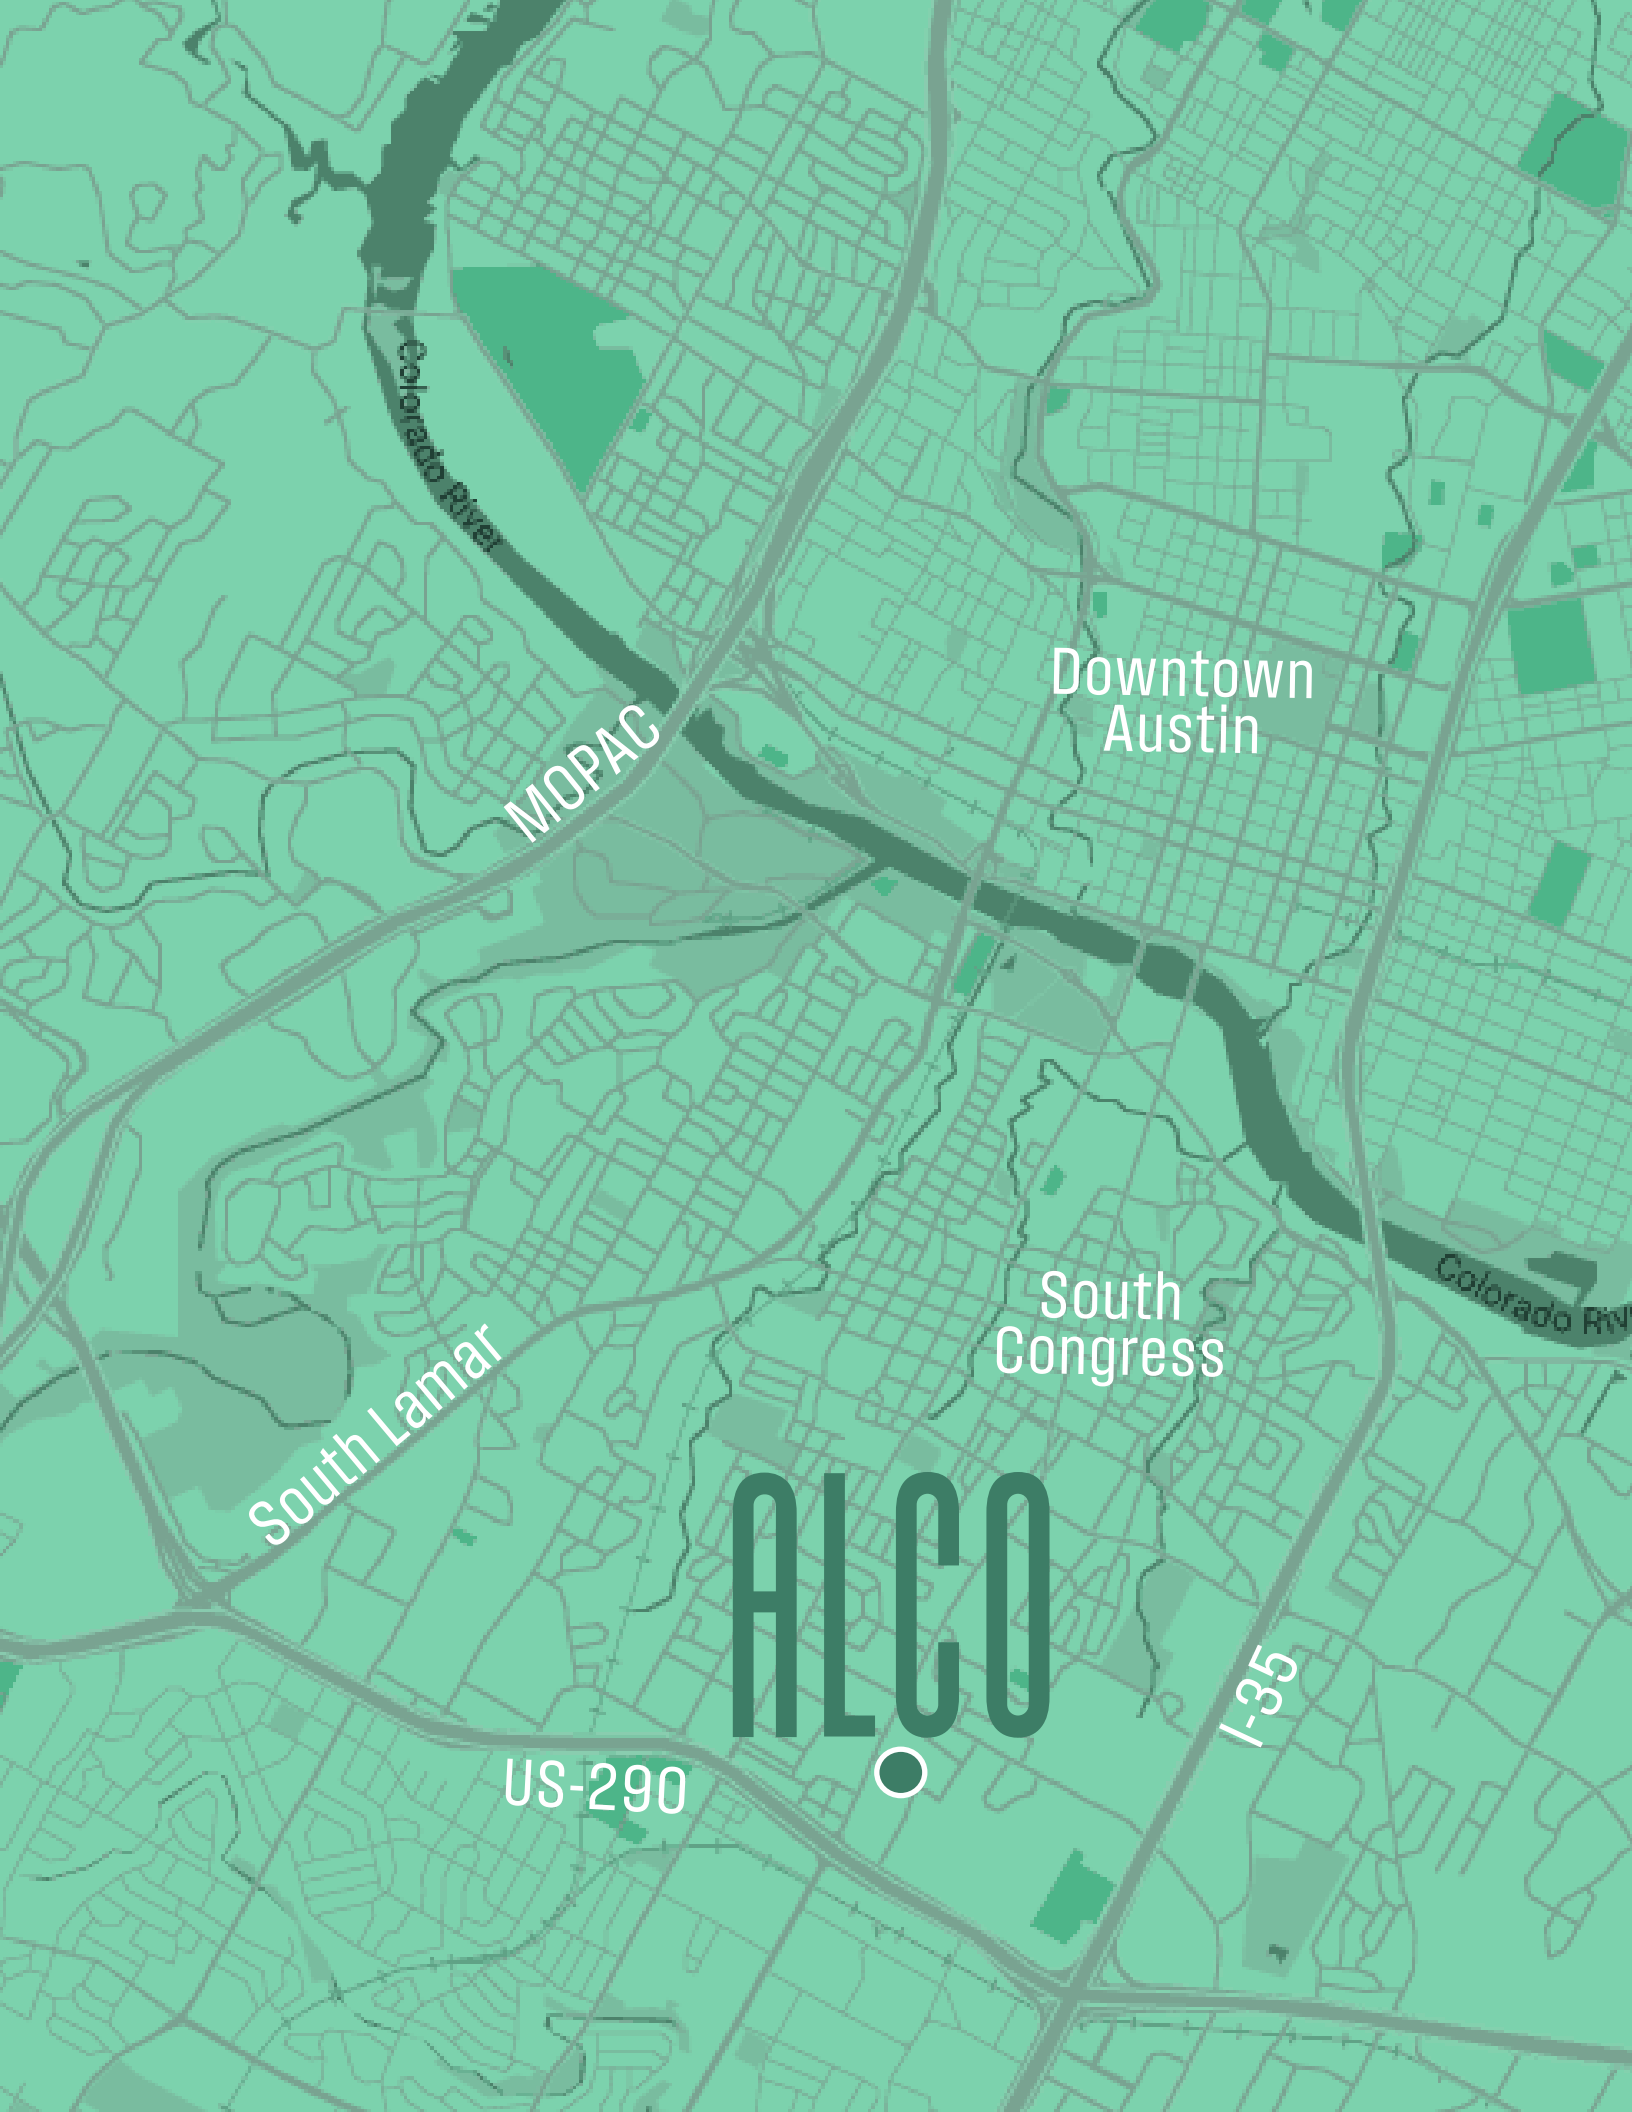 Colorado River
Downtown
Austin
MOPAC
Colorado Riv
South
Congress
South Lamar
ALCO
I-35
US-290